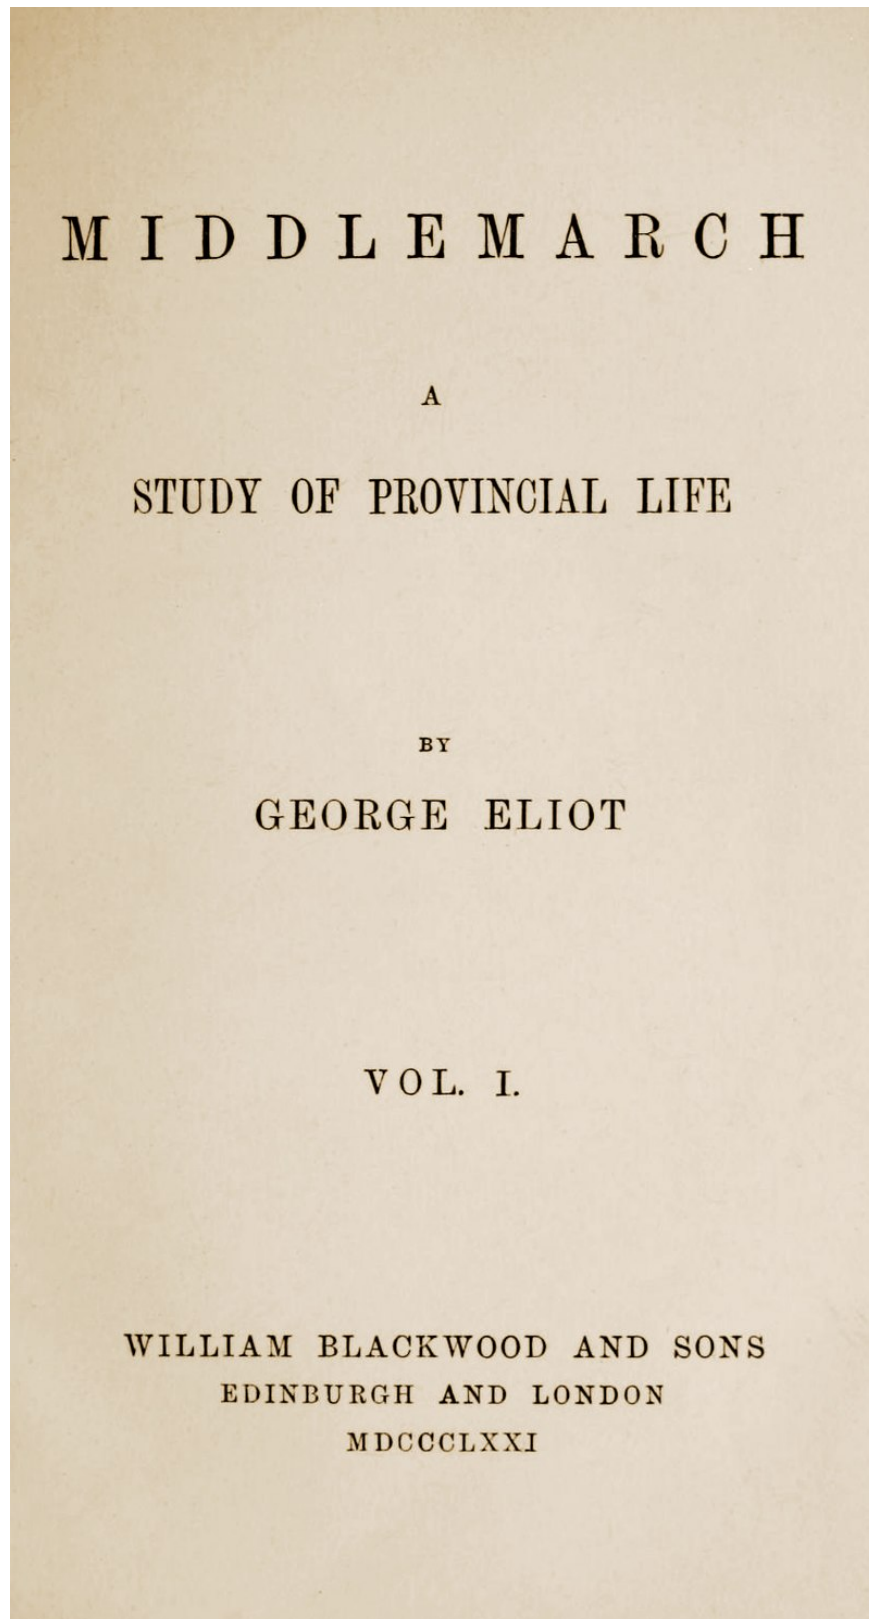 MIDDLEMARCH
A
STUDY OF PROVINCIAL LIFE
BY
GEORGE ELIOT
VOL. I.
WILLIAM BLACKWOOD AND SONS
EDINBURGH AND LONDON
MDCCCLXXI